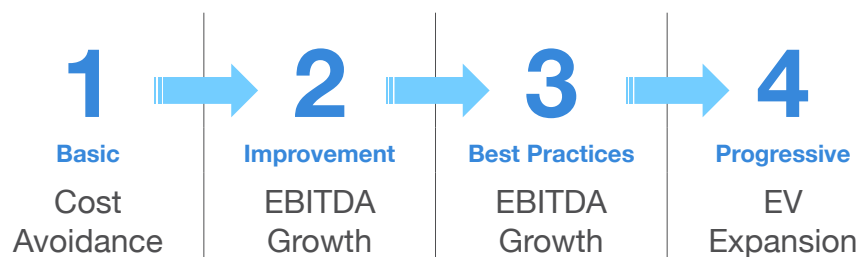 1
Basic
Cost
Avoidance
2
Improvement
EBITDA
Growth
3
Best Practices
EBITDA
Growth
4
Progressive
EV
Expansion